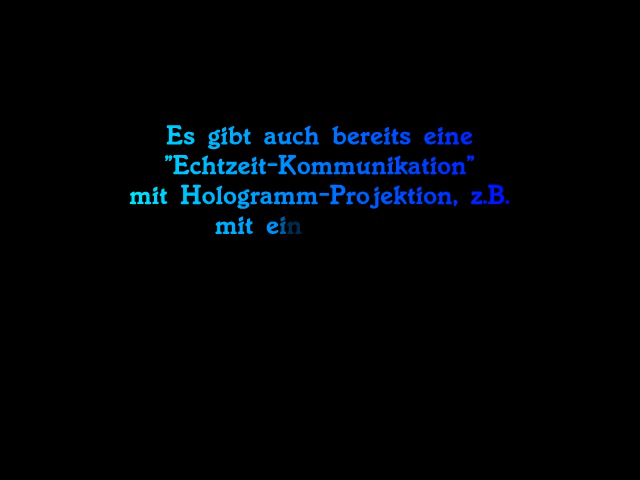 Es gibt auch bereits eine
"Echtzeit-Kommunikation"
mit Hologramm-Projektion, z.B.
mit ein